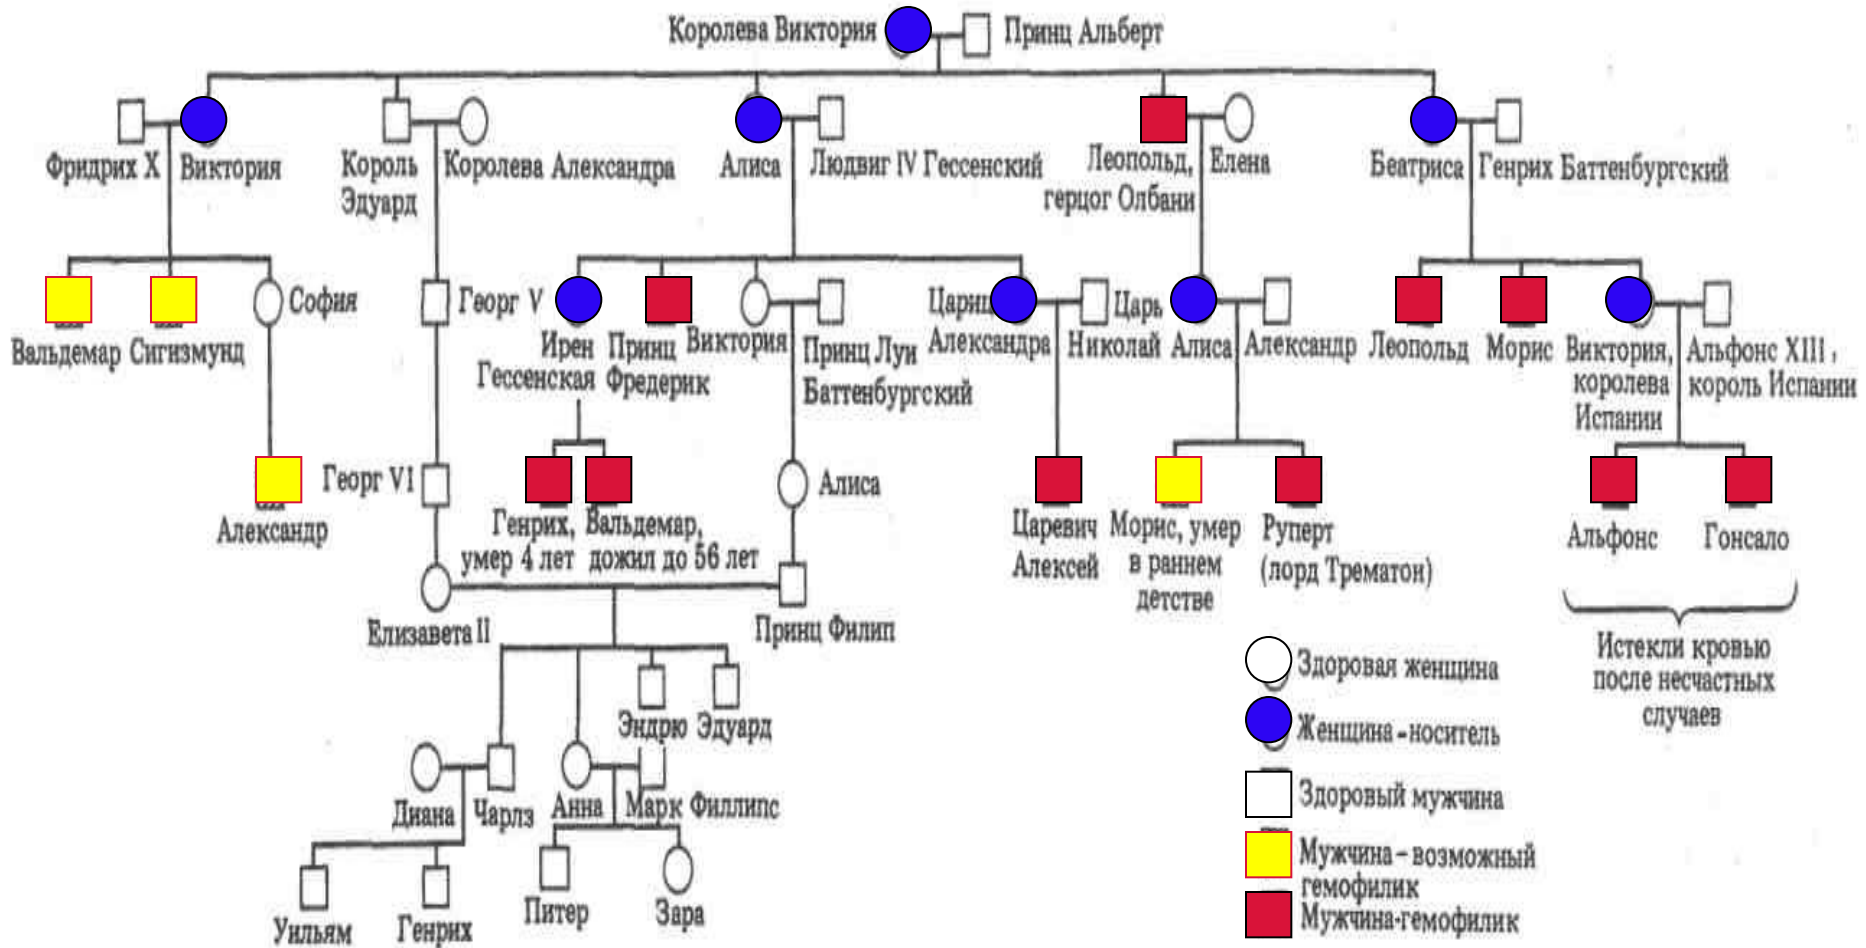 Королева Виктория
Принц Альберт
Фридрих X
Виктория
Король
Эдуард
Королева Александра
Алиса
Людвиг IV Гессенский
Леопольд,
герцог Олбани
Елена
Беатриса
Генрих Баттенбургский
Вальдемар
Сигизмунд
София
Георг V
Ирен
Гессенская
Принц
Фредерик
Виктория
Принц Луи
Баттенбургский
Цариц
Александра
Царь
Николай
Алиса
Александр
Леопольд
Морис
Виктория,
королева
Испании
Альфонс XIII,
король Испании
Александр
Георг VI
Генрих,
умер 4 лет
Вальдемар,
дожил до 56 лет
Алиса
Царевич
Алексей
Морис, умер
в раннем
детстве
Руперт
(лорд Трематон)
Альфонс
Гонсало
Истекли кровью
после несчастных
случаев
Елизавета II
Принц Филип
Эндрю
Эдуард
Диана
Чарлз
Анна
Марк Филлипс
Уильям
Генрих
Питер
Зара
Здоровая женщина
Женщина-носитель
Здоровый мужчина
Мужчина-возможный
гемофилик
Мужчина-гемофилик